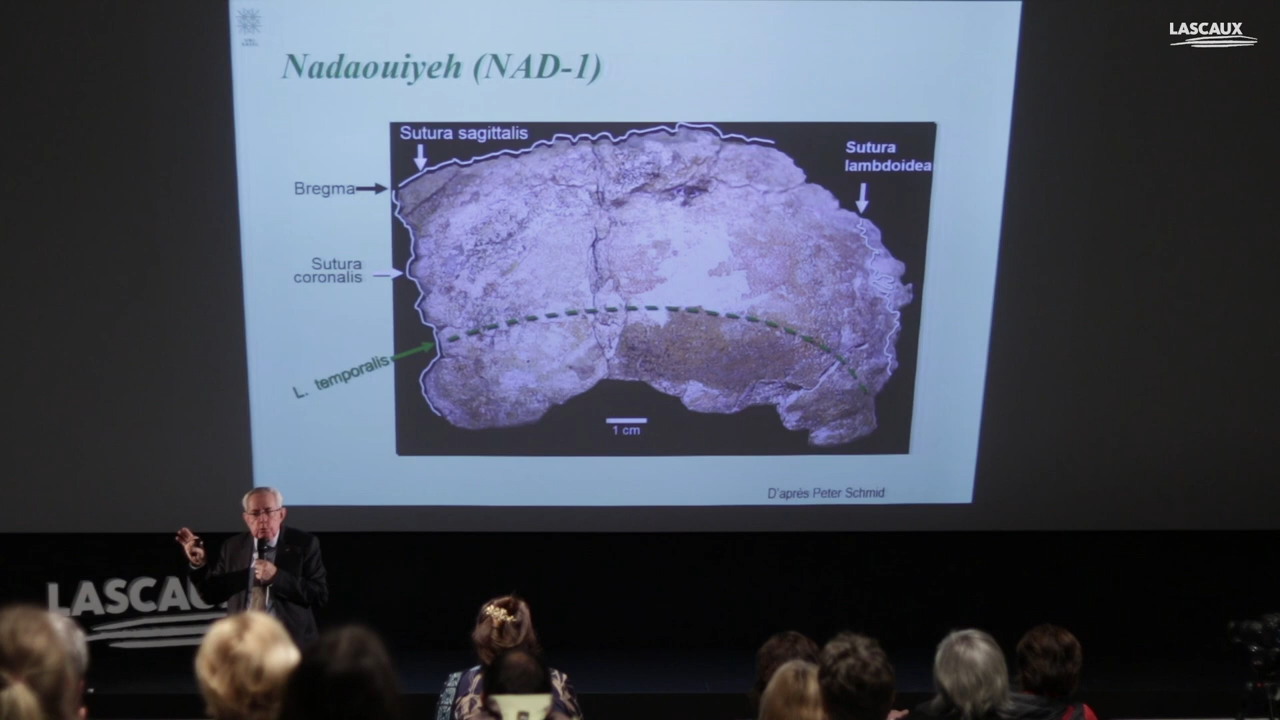 LASCAUX
Nadaouiyeh (NAD-1)
Sutura sagittalis
Sutura
lambdoidea
Bregma
Sutura
coronalis
L. temporalis
1 cm
D'après Peter Schmid
LASCAUX